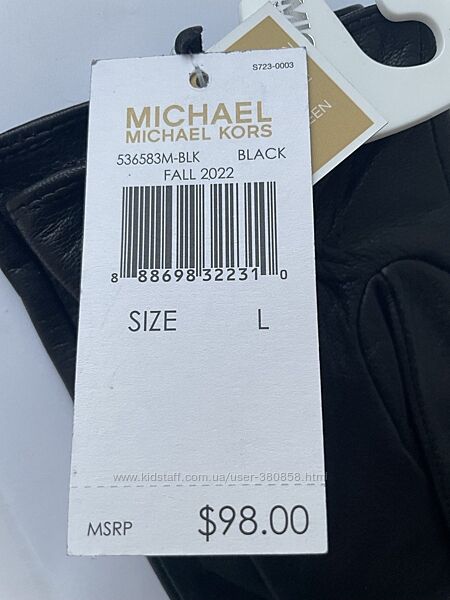 S723-0003
MICHAEL
MICHAEL KORS
536583M-BLK BLACK
FALL 2022
8 88698 32231 0
SIZE L
www.kidstaff.com.ua/user-380858.html
MSRP $98.00